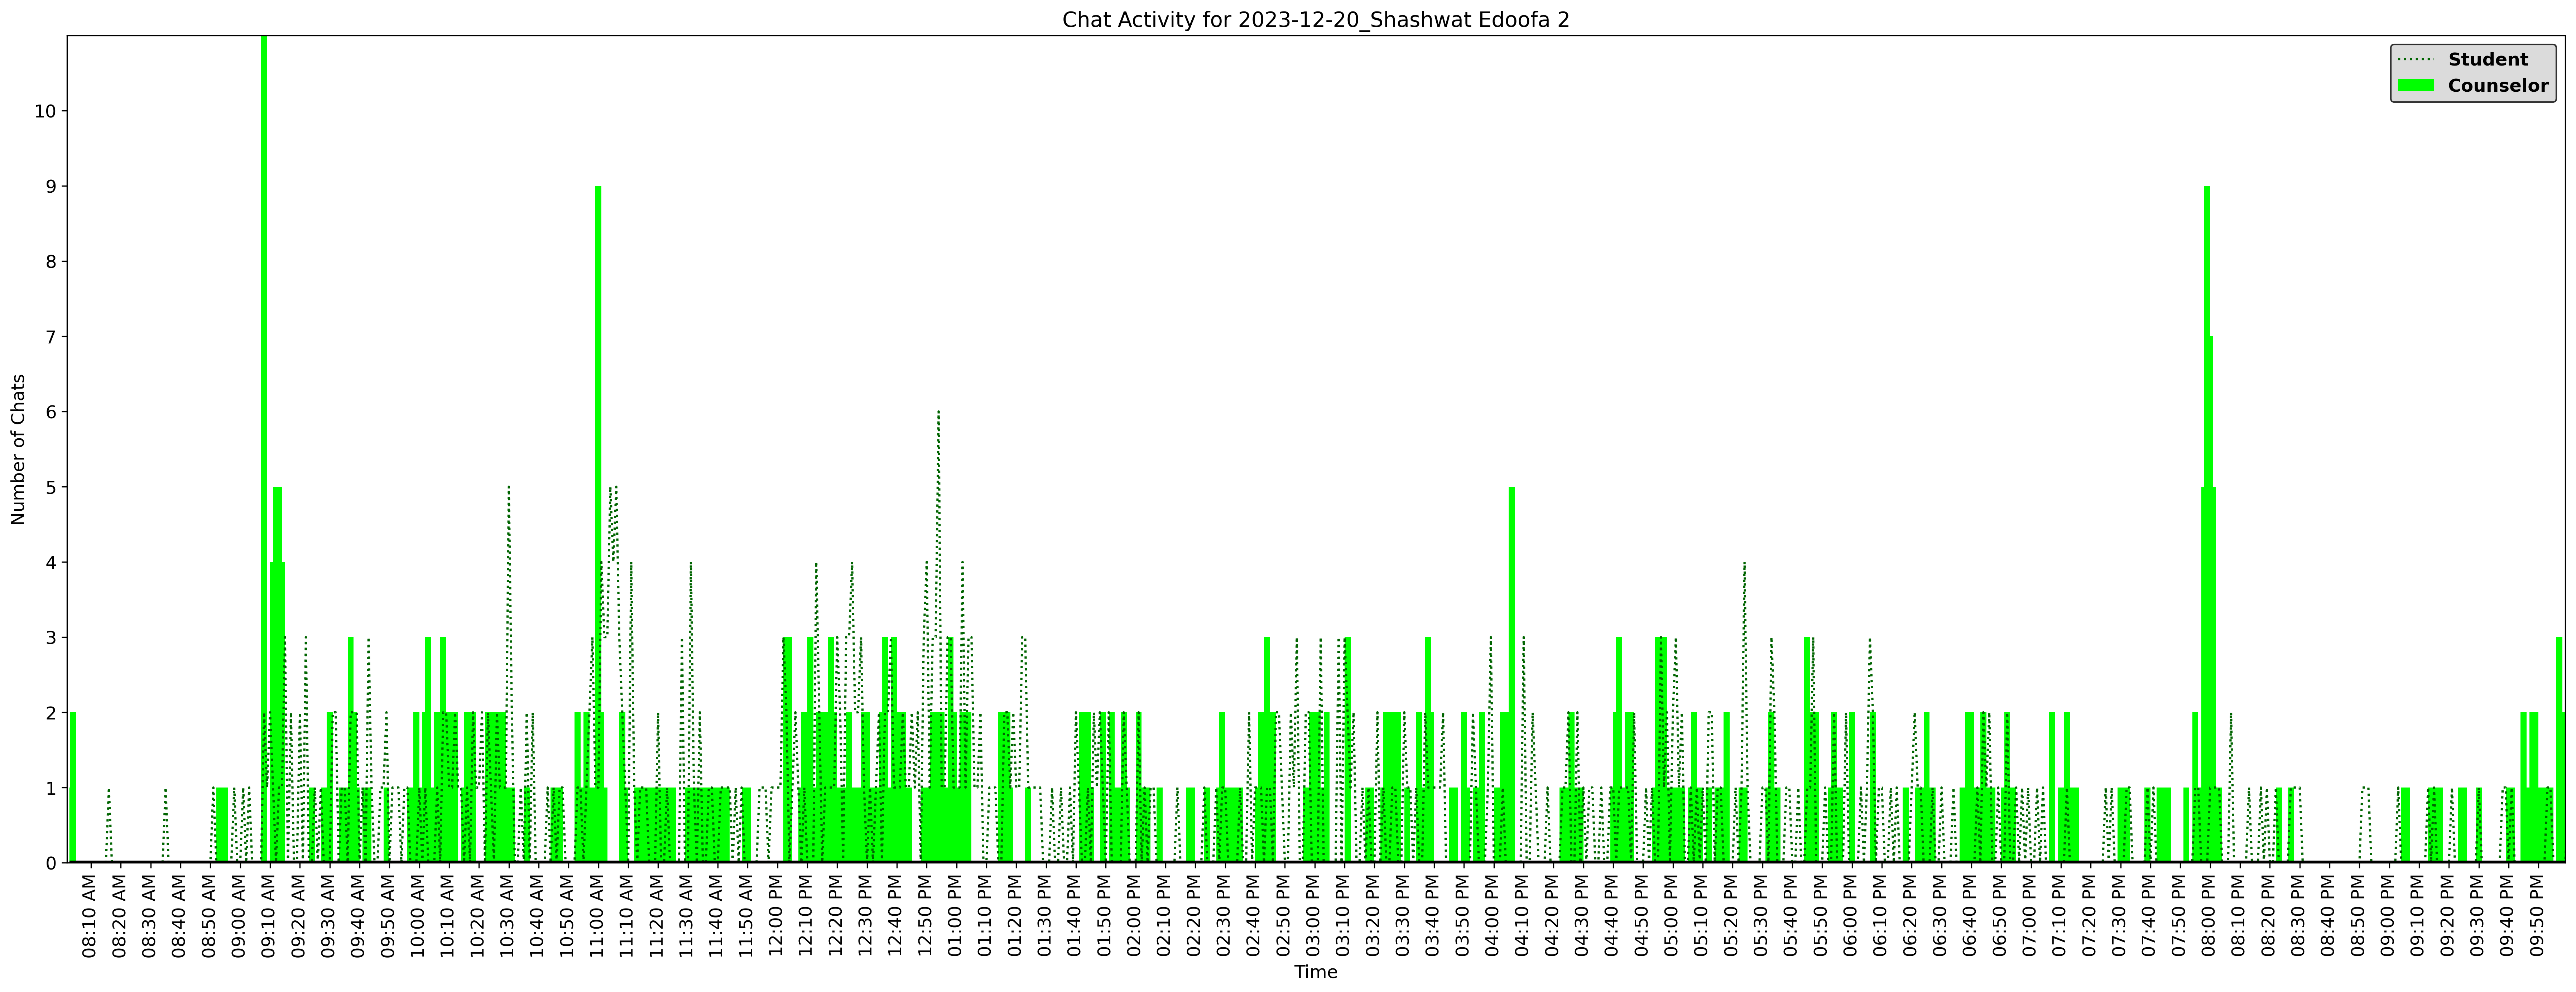 Chat Activity for 2023-12-20_Shashwat Edoofa 2
Student
Counselor
Number of Chats
10
9
8
7
6
5
4
3
2
1
0
08:10 AM
08:20 AM
08:30 AM
08:40 AM
08:50 AM
09:00 AM
09:10 AM
09:20 AM
09:30 AM
09:40 AM
09:50 AM
10:00 AM
10:10 AM
10:20 AM
10:30 AM
10:40 AM
10:50 AM
11:00 AM
11:10 AM
11:20 AM
11:30 AM
11:40 AM
11:50 AM
12:00 PM
12:10 PM
12:20 PM
12:30 PM
12:40 PM
12:50 PM
01:00 PM
01:10 PM
01:20 PM
01:30 PM
01:40 PM
01:50 PM
02:00 PM
02:10 PM
02:20 PM
02:30 PM
02:40 PM
02:50 PM
03:00 PM
03:10 PM
03:20 PM
03:30 PM
03:40 PM
03:50 PM
04:00 PM
04:10 PM
04:20 PM
04:30 PM
04:40 PM
04:50 PM
05:00 PM
05:10 PM
05:20 PM
05:30 PM
05:40 PM
05:50 PM
06:00 PM
06:10 PM
06:20 PM
06:30 PM
06:40 PM
06:50 PM
07:00 PM
07:10 PM
07:20 PM
07:30 PM
07:40 PM
07:50 PM
08:00 PM
08:10 PM
08:20 PM
08:30 PM
08:40 PM
08:50 PM
09:00 PM
09:10 PM
09:20 PM
09:30 PM
09:40 PM
09:50 PM
Time